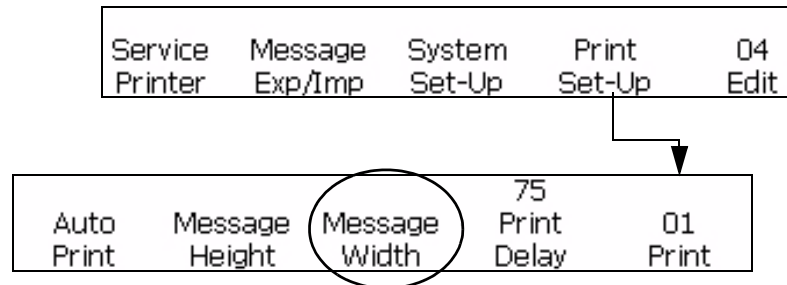 Service Message System Print 04
Printer Exp/Imp Set-Up Set-Up Edit
75
Auto Message Message Print 01
Print Height Width Delay Print